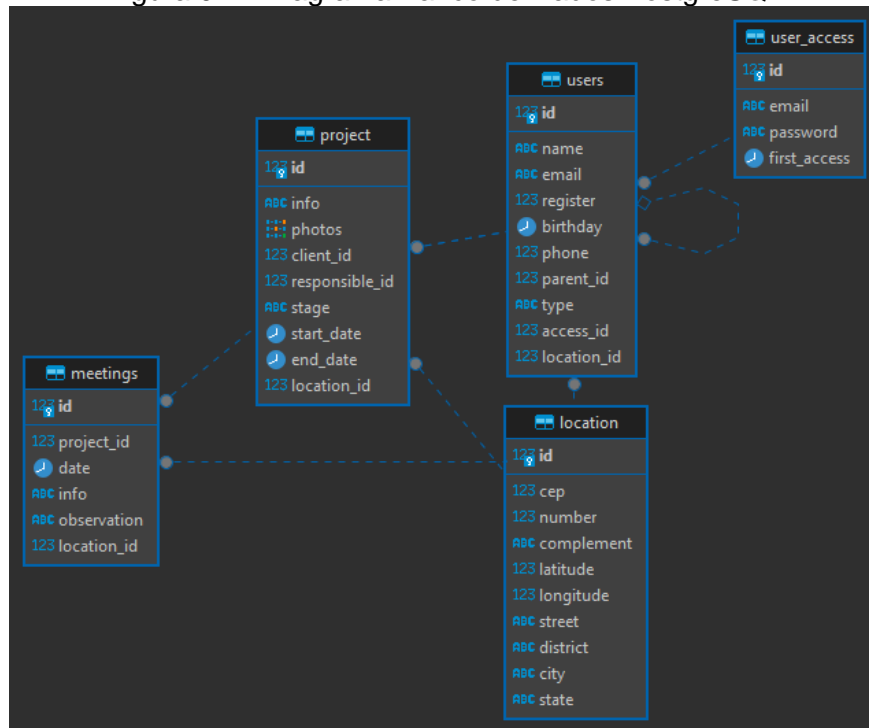 user_access
id
email
password
first_access
users
id
name
email
register
birthday
phone
parent_id
type
access_id
location_id
project
id
info
photos
client_id
responsible_id
stage
start_date
end_date
location_id
meetings
id
project_id
date
info
observation
location_id
location
id
cep
number
complement
latitude
longitude
street
district
city
state